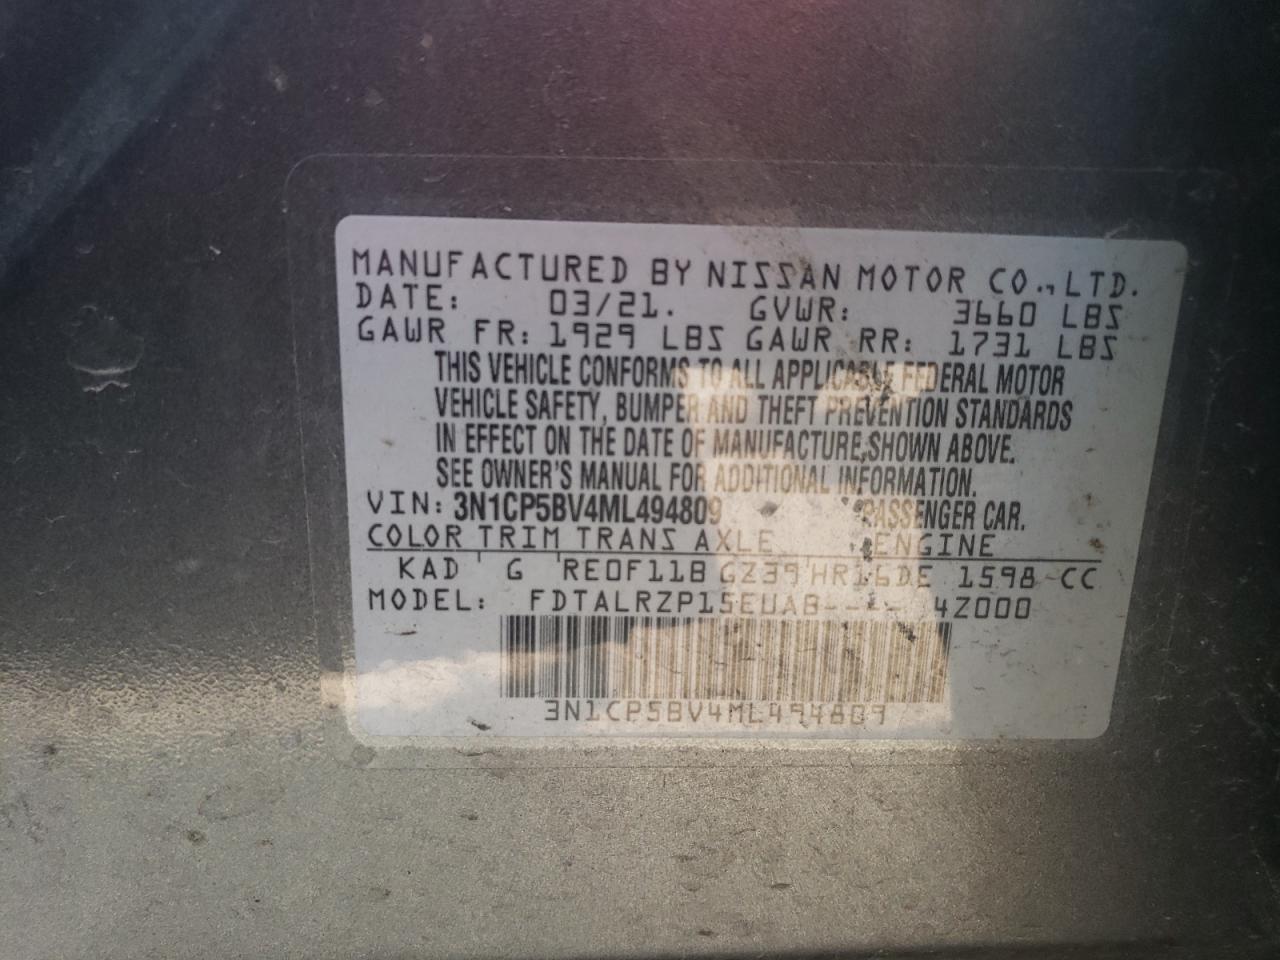 MANUFACTURED BY NISSAN MOTOR CO., LTD.
DATE: 03/21. GVWR: 3660 LBS
GAWR FR: 1929 LBS GAWR RR: 1731 LBS
THIS VEHICLE CONFORMS TO ALL APPLICABLE FEDERAL MOTOR
VEHICLE SAFETY, BUMPER AND THEFT PREVENTION STANDARDS
IN EFFECT ON THE DATE OF MANUFACTURE, SHOWN ABOVE.
SEE OWNER'S MANUAL FOR ADDITIONAL INFORMATION.
VIN: 3N1CP5BV4ML494809 PASSENGER CAR.
COLOR TRIM TRANS AXLE ENGINE
KAD G RE0F11B GZ39 HR16DE 1598 CC
MODEL: FDTALRZP15EUAB----4Z000
3N1CP5BV4ML494809